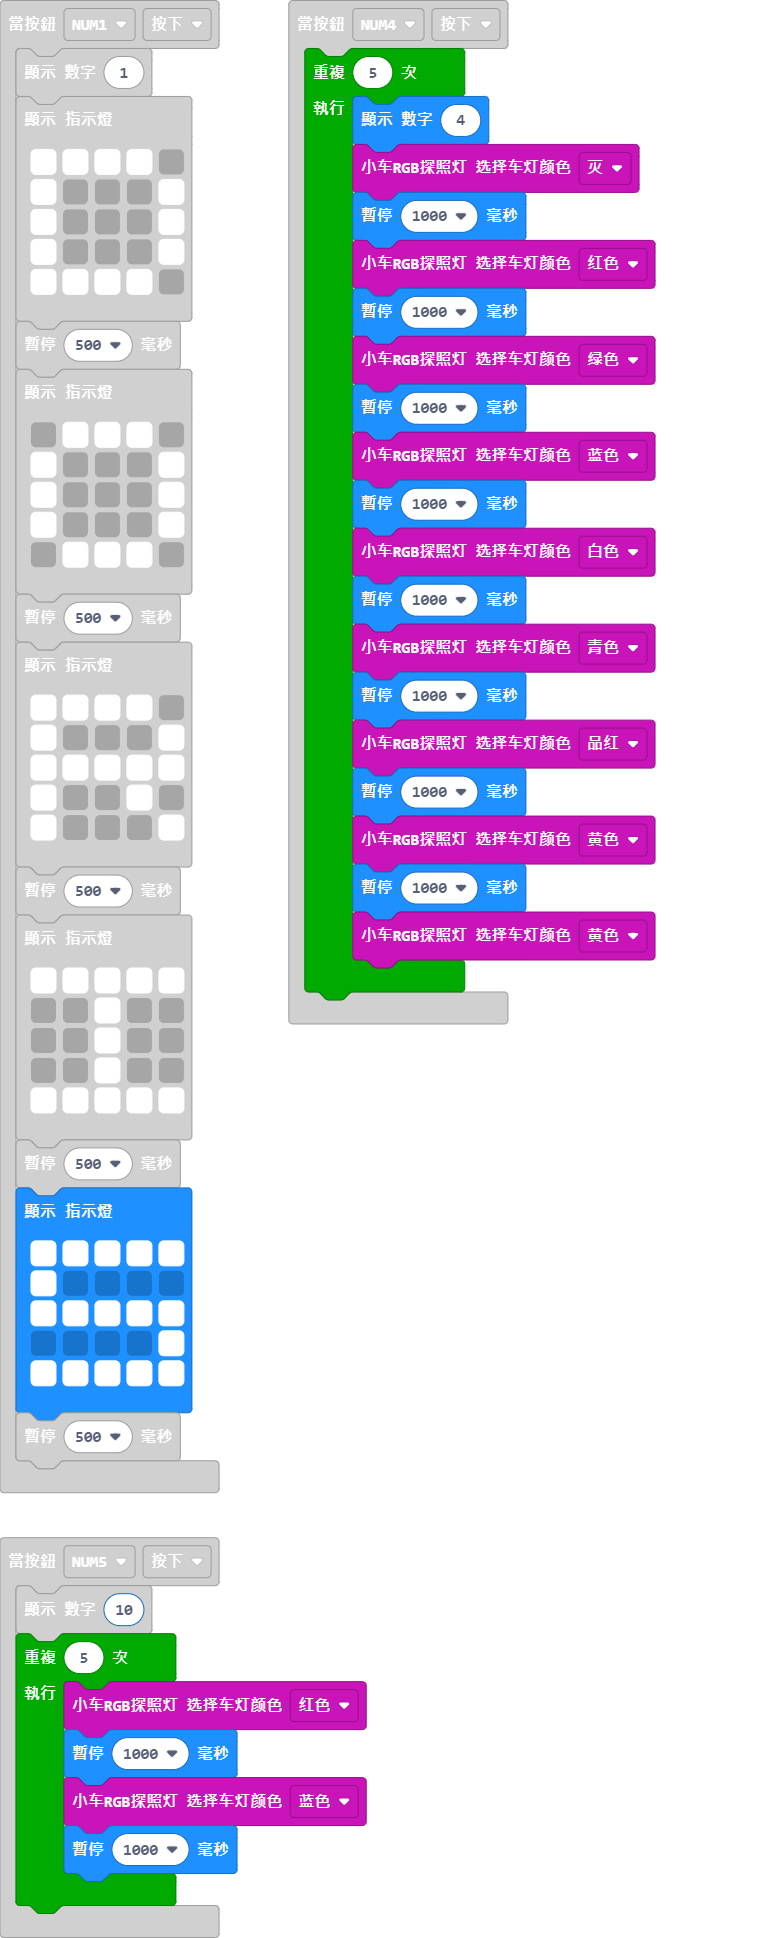 當按鈕 NUM1 按下
顯示 數字 1
顯示 指示燈
暫停 500 毫秒
顯示 指示燈
暫停 500 毫秒
顯示 指示燈
暫停 500 毫秒
顯示 指示燈
暫停 500 毫秒
顯示 指示燈
暫停 500 毫秒
當按鈕 NUM4 按下
重複 5 次
執行
顯示 數字 4
小车RGB探照灯 选择车灯颜色 灭
暫停 1000 毫秒
小车RGB探照灯 选择车灯颜色 红色
暫停 1000 毫秒
小车RGB探照灯 选择车灯颜色 绿色
暫停 1000 毫秒
小车RGB探照灯 选择车灯颜色 蓝色
暫停 1000 毫秒
小车RGB探照灯 选择车灯颜色 白色
暫停 1000 毫秒
小车RGB探照灯 选择车灯颜色 青色
暫停 1000 毫秒
小车RGB探照灯 选择车灯颜色 品红
暫停 1000 毫秒
小车RGB探照灯 选择车灯颜色 黄色
暫停 1000 毫秒
小车RGB探照灯 选择车灯颜色 黄色
當按鈕 NUM5 按下
顯示 數字 10
重複 5 次
執行
小车RGB探照灯 选择车灯颜色 红色
暫停 1000 毫秒
小车RGB探照灯 选择车灯颜色 蓝色
暫停 1000 毫秒